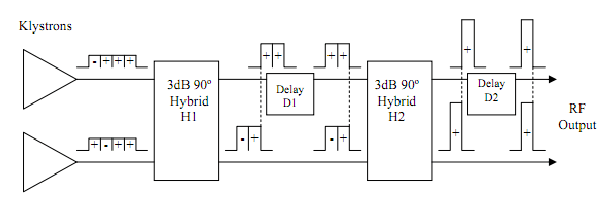 Klystrons
- + + +
+ - + +
3dB 90º
Hybrid
H1
+ +
Delay
D1
- +
+ +
- +
3dB 90º
Hybrid
H2
+
+
Delay
D2
+
+
RF
Output